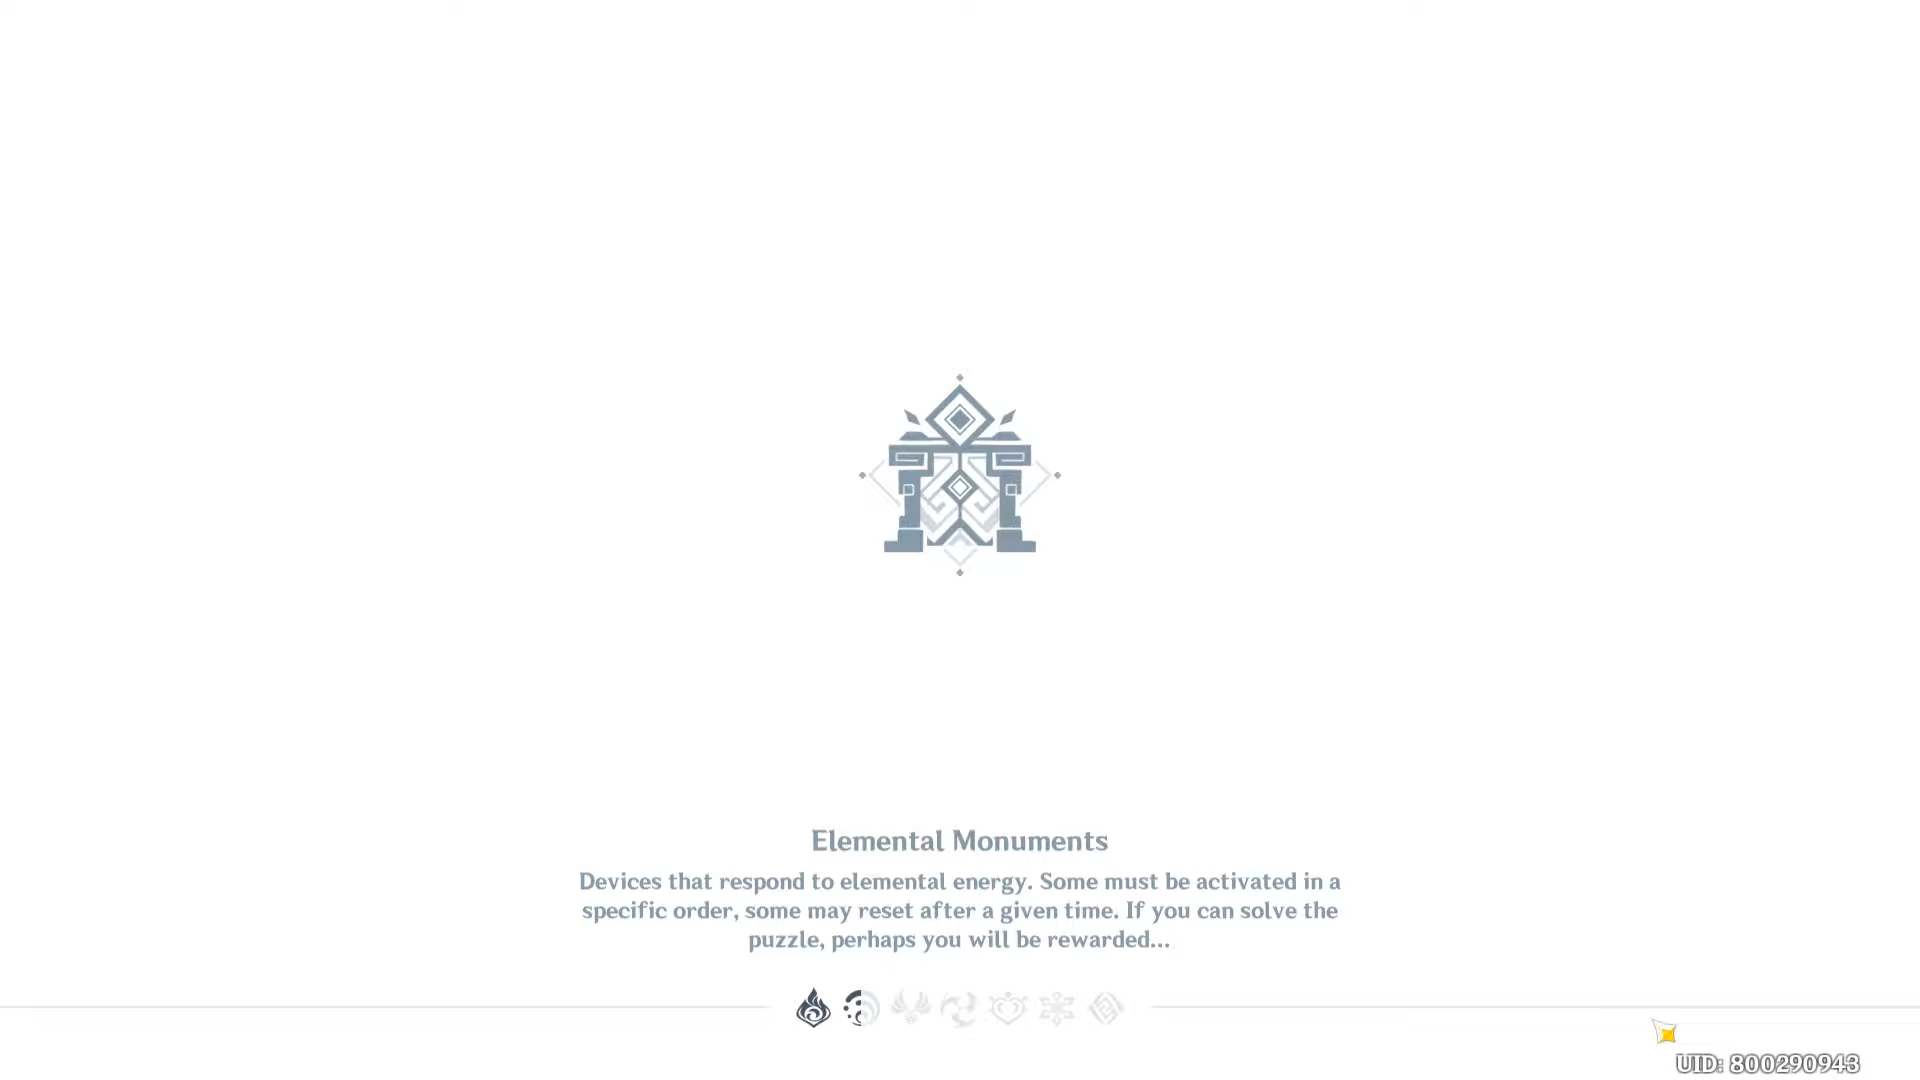 Elemental Monuments
Devices that respond to elemental energy. Some must be activated in a
specific order, some may reset after a given time. If you can solve the
puzzle, perhaps you will be rewarded...
UID: 800290943